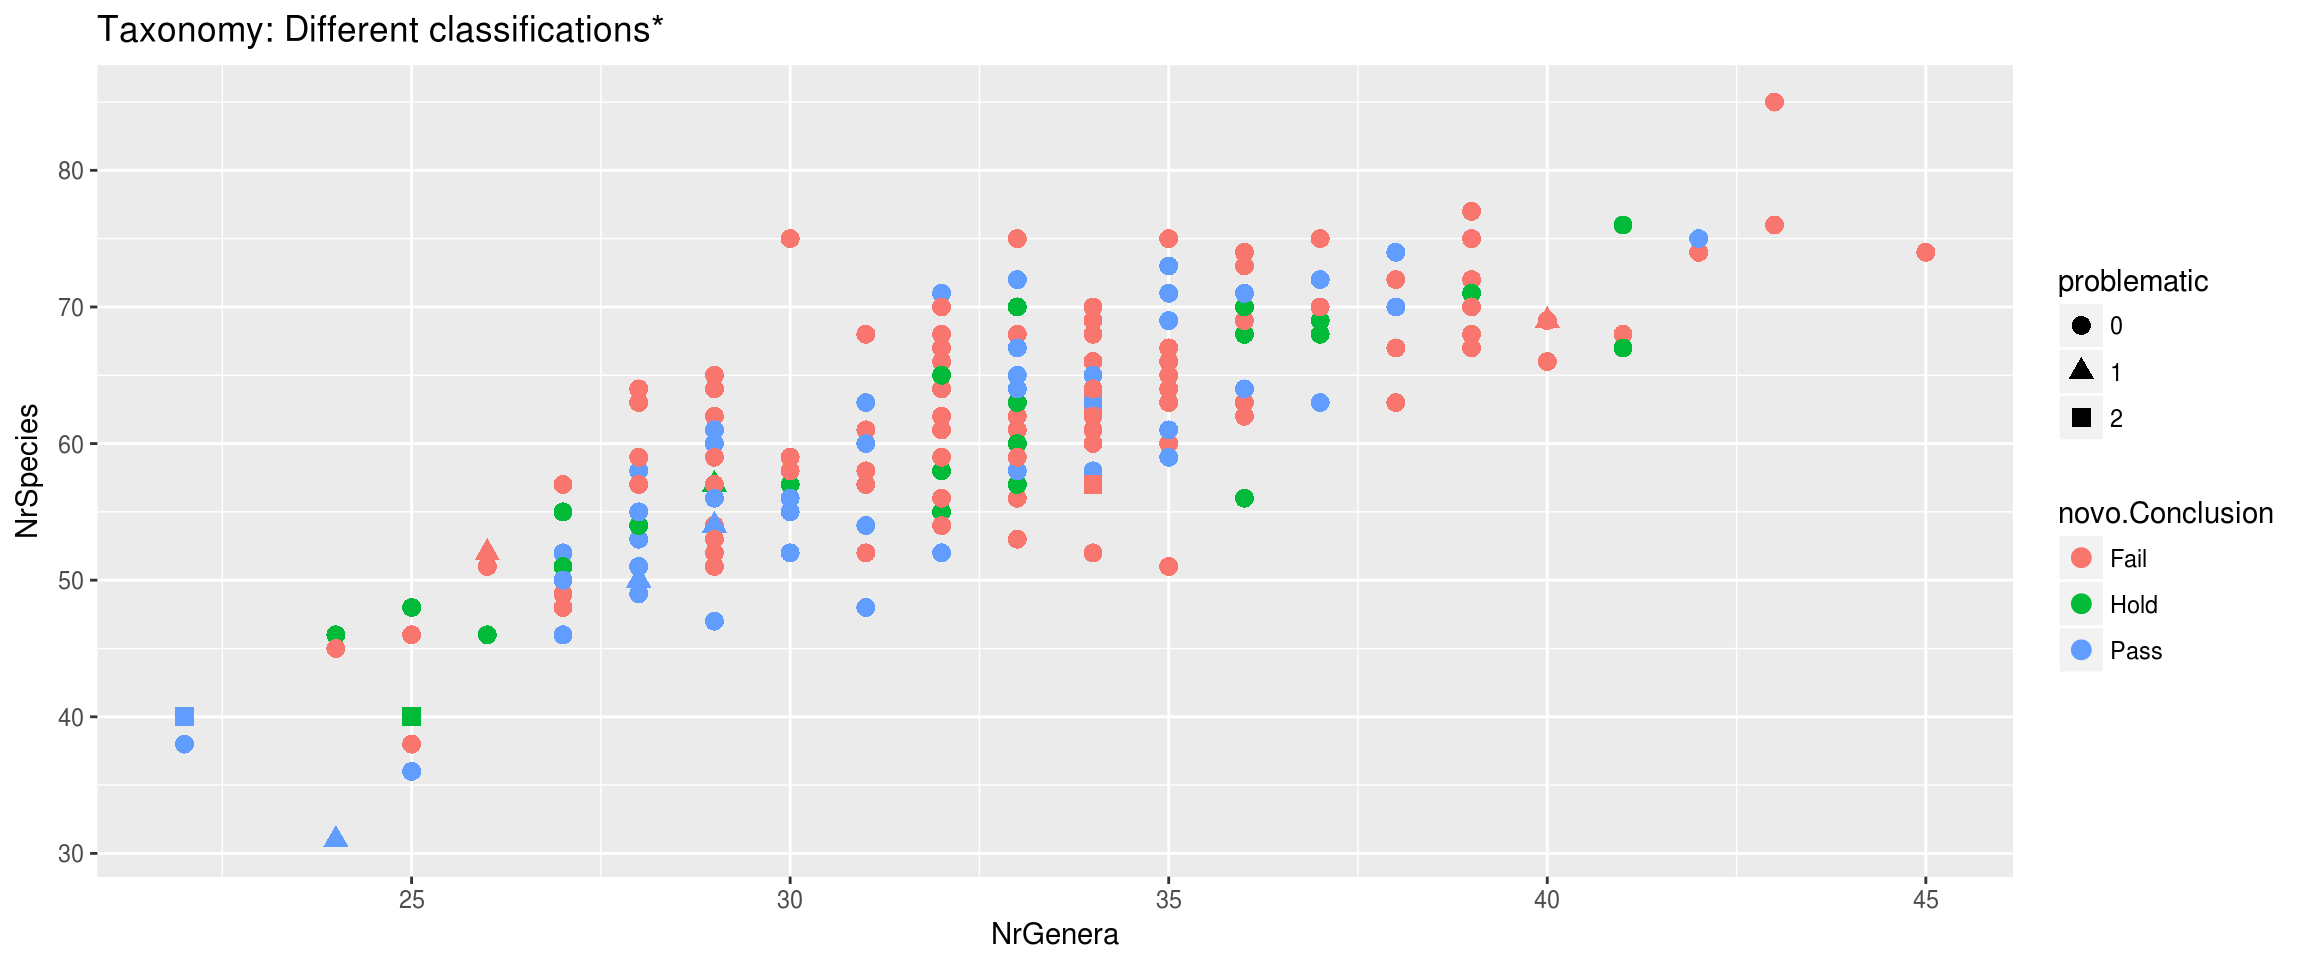 Taxonomy: Different classifications*
NrSpecies
80
70
60
50
40
30
25
30
35
40
45
NrGenera
problematic
0
1
2
novo.Conclusion
Fail
Hold
Pass